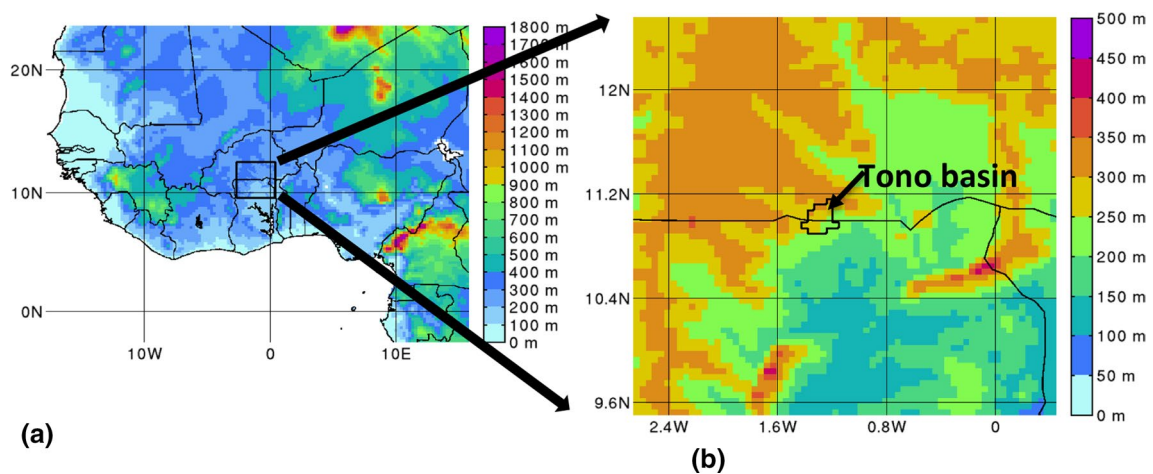 20N
10N
0N
10W
0
10E
1800 m
1700 m
1600 m
1500 m
1400 m
1300 m
1200 m
1100 m
1000 m
900 m
800 m
700 m
600 m
500 m
400 m
300 m
200 m
100 m
0 m
(a)
12N
11.2N
10.4N
9.6N
2.4W
1.6W
0.8W
0
Tono basin
500 m
450 m
400 m
350 m
300 m
250 m
200 m
150 m
100 m
50 m
0 m
(b)